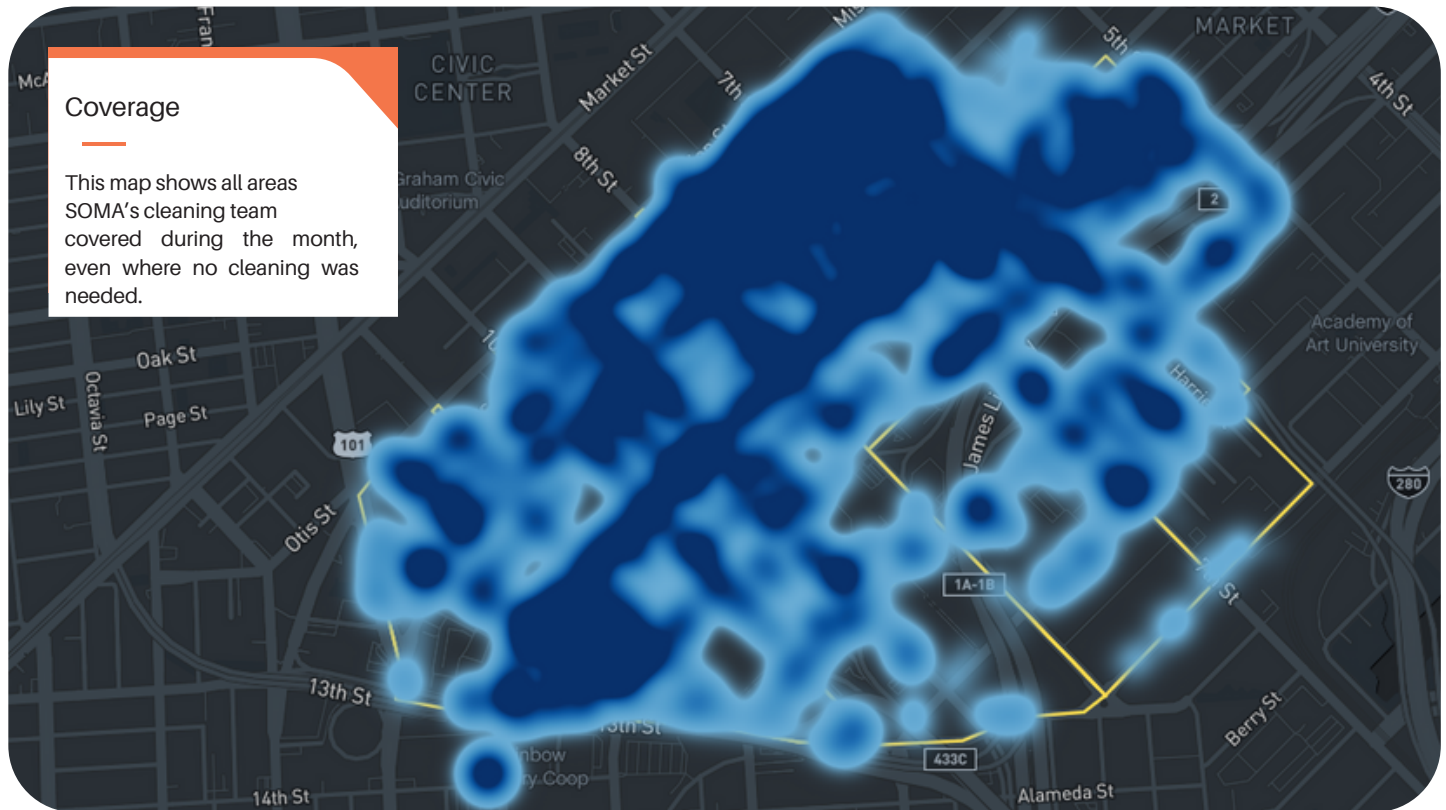 Coverage
This map shows all areas
SOMA's cleaning team
covered during the month,
even where no cleaning was
needed.
CIVIC
CENTER
MARKET
Market St
7th
8th St
5th
4th St
Graham Civic
2
Academy of
Art University
Oak St
Octavia St
Lily St
Page St
101
Otis St
280
1A-1B
St
13th St
13th St
433C
Berry St
14th St
Alameda St